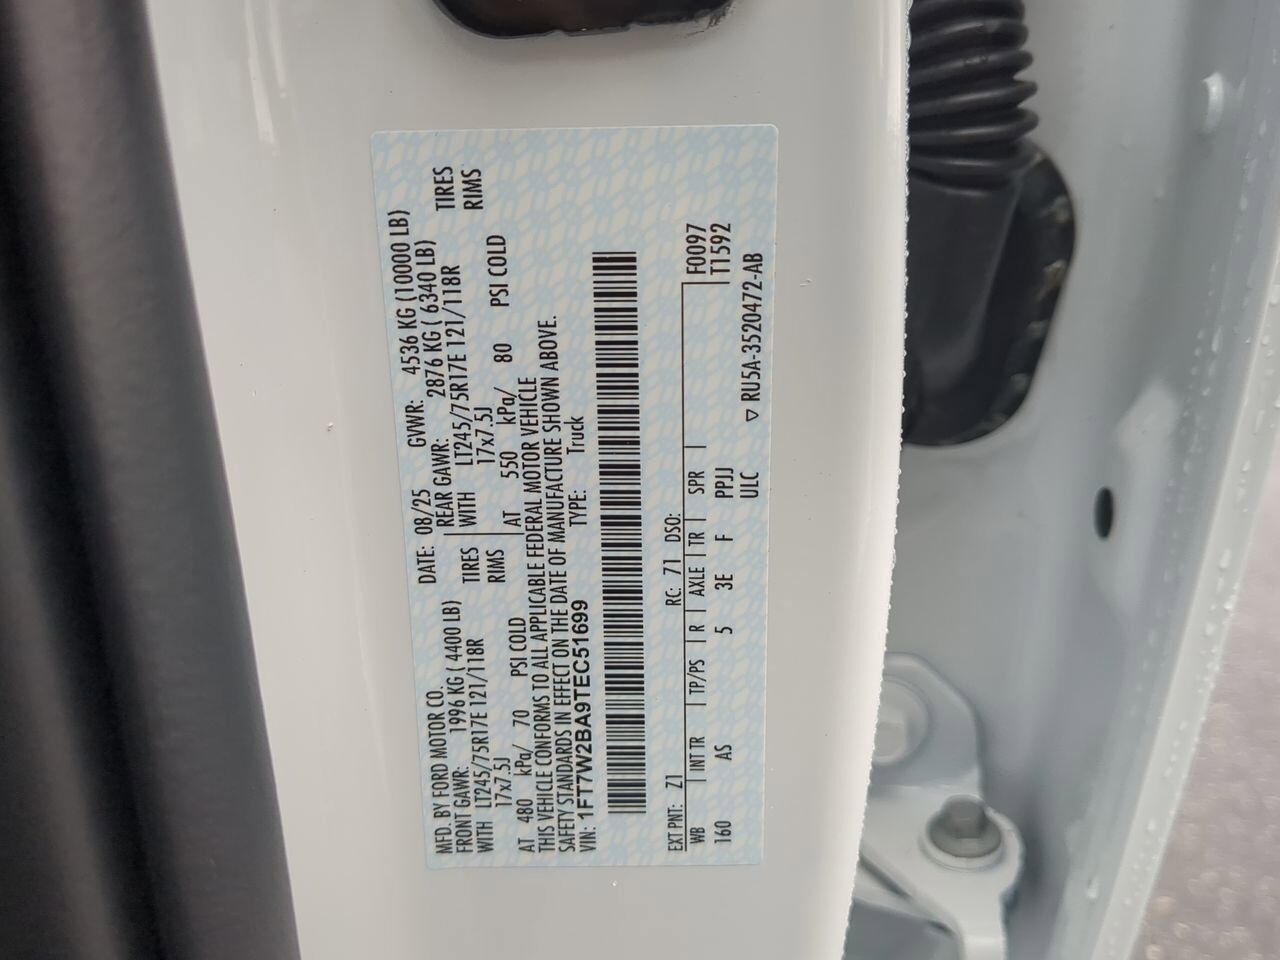 MFD. BY FORD MOTOR CO.
DATE: 08/25 GVWR: 4536 KG (10000 LB)
FRONT GAWR: 1996 KG ( 4400 LB) REAR GAWR: 2876 KG ( 6340 LB)
WITH LT245/75R17E 121/118R TIRES WITH LT245/75R17E 121/118R TIRES
17x7.5J RIMS 17x7.5J RIMS
AT 480 kPa/ 70 PSI COLD AT 550 kPa/ 80 PSI COLD
THIS VEHICLE CONFORMS TO ALL APPLICABLE FEDERAL MOTOR VEHICLE
SAFETY STANDARDS IN EFFECT ON THE DATE OF MANUFACTURE SHOWN ABOVE.
VIN: 1FT7W2BA9TEC51699 TYPE: Truck
EXT PNT: Z1 RC: 71 DSO: F0097
WB INT TR TP/PS R AXLE TR SPR T1592
160 AS 5 3E F PPJJ
ULC ▽ RU5A-3520472-AB